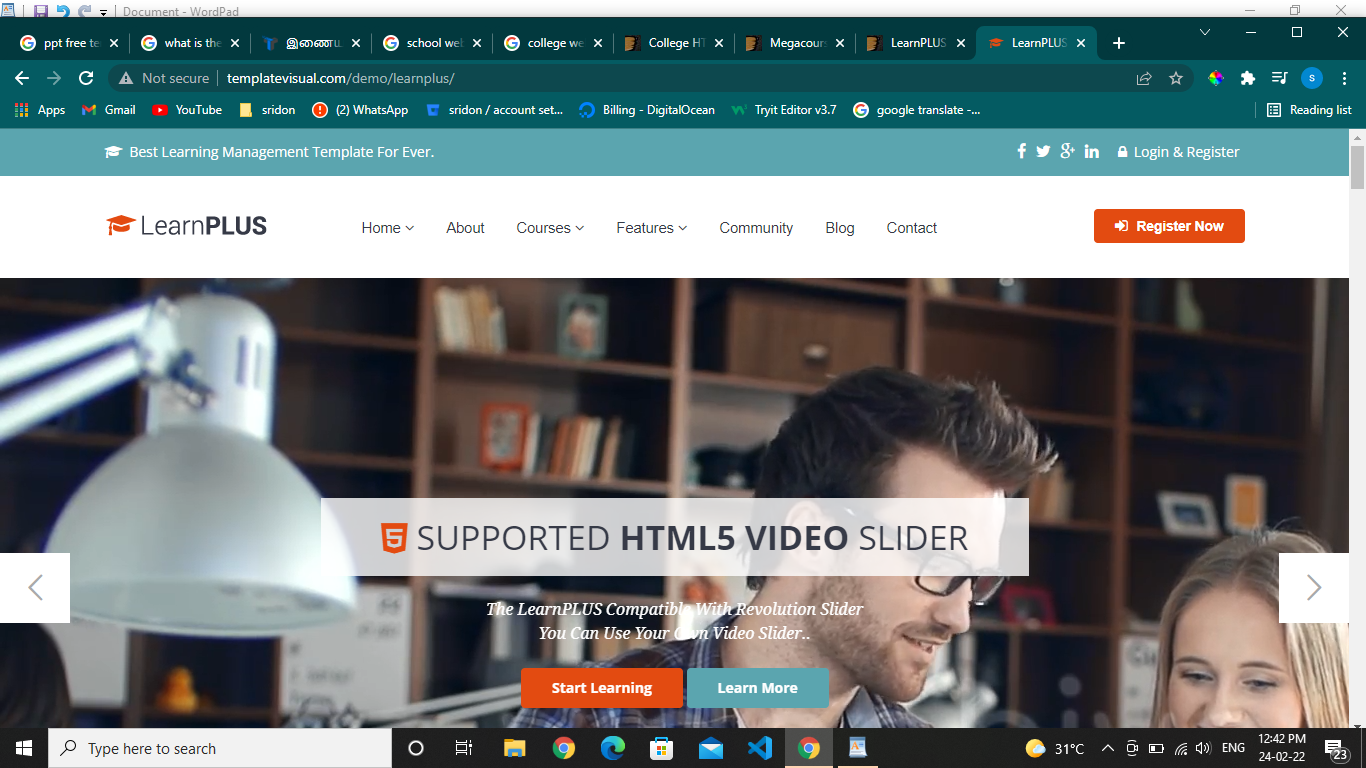 Document - WordPad
ppt free te
what is the
இணைய
school web
college we
College HT
Megacours
LearnPLUS
LearnPLUS
Not secure
templatevisual.com/demo/learnplus/
S
Apps
Gmail
YouTube
sridon
(2) WhatsApp
sridon / account set...
Billing - DigitalOcean
Tryit Editor v3.7
google translate -...
Reading list
Best Learning Management Template For Ever.
Login & Register
LearnPLUS
Home
About
Courses
Features
Community
Blog
Contact
Register Now
SUPPORTED HTML5 VIDEO SLIDER
The LearnPLUS Compatible With Revolution Slider
You Can Use Your Own Video Slider..
Start Learning
Learn More
Type here to search
31°C
ENG
12:42 PM
24-02-22
23